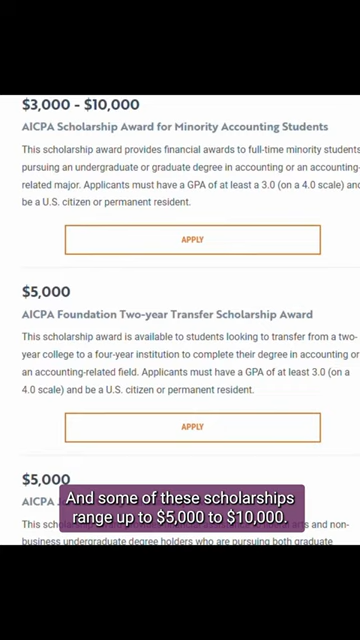 $3,000 - $10,000
AICPA Scholarship Award for Minority Accounting Students
This scholarship award provides financial awards to full-time minority students
pursuing an undergraduate or graduate degree in accounting or an accounting-
related major. Applicants must have a GPA of at least a 3.0 (on a 4.0 scale) and
be a U.S. citizen or permanent resident.
APPLY
$5,000
AICPA Foundation Two-year Transfer Scholarship Award
This scholarship award is available to students looking to transfer from a two-
year college to a four-year institution to complete their degree in accounting or
an accounting-related field. Applicants must have a GPA of at least 3.0 (on a
4.0 scale) and be a U.S. citizen or permanent resident.
APPLY
$5,000
AICPA
And some of these scholarships
range up to $5,000 to $10,000.
This arts and non-
business undergraduate degree holders who are pursuing both graduate